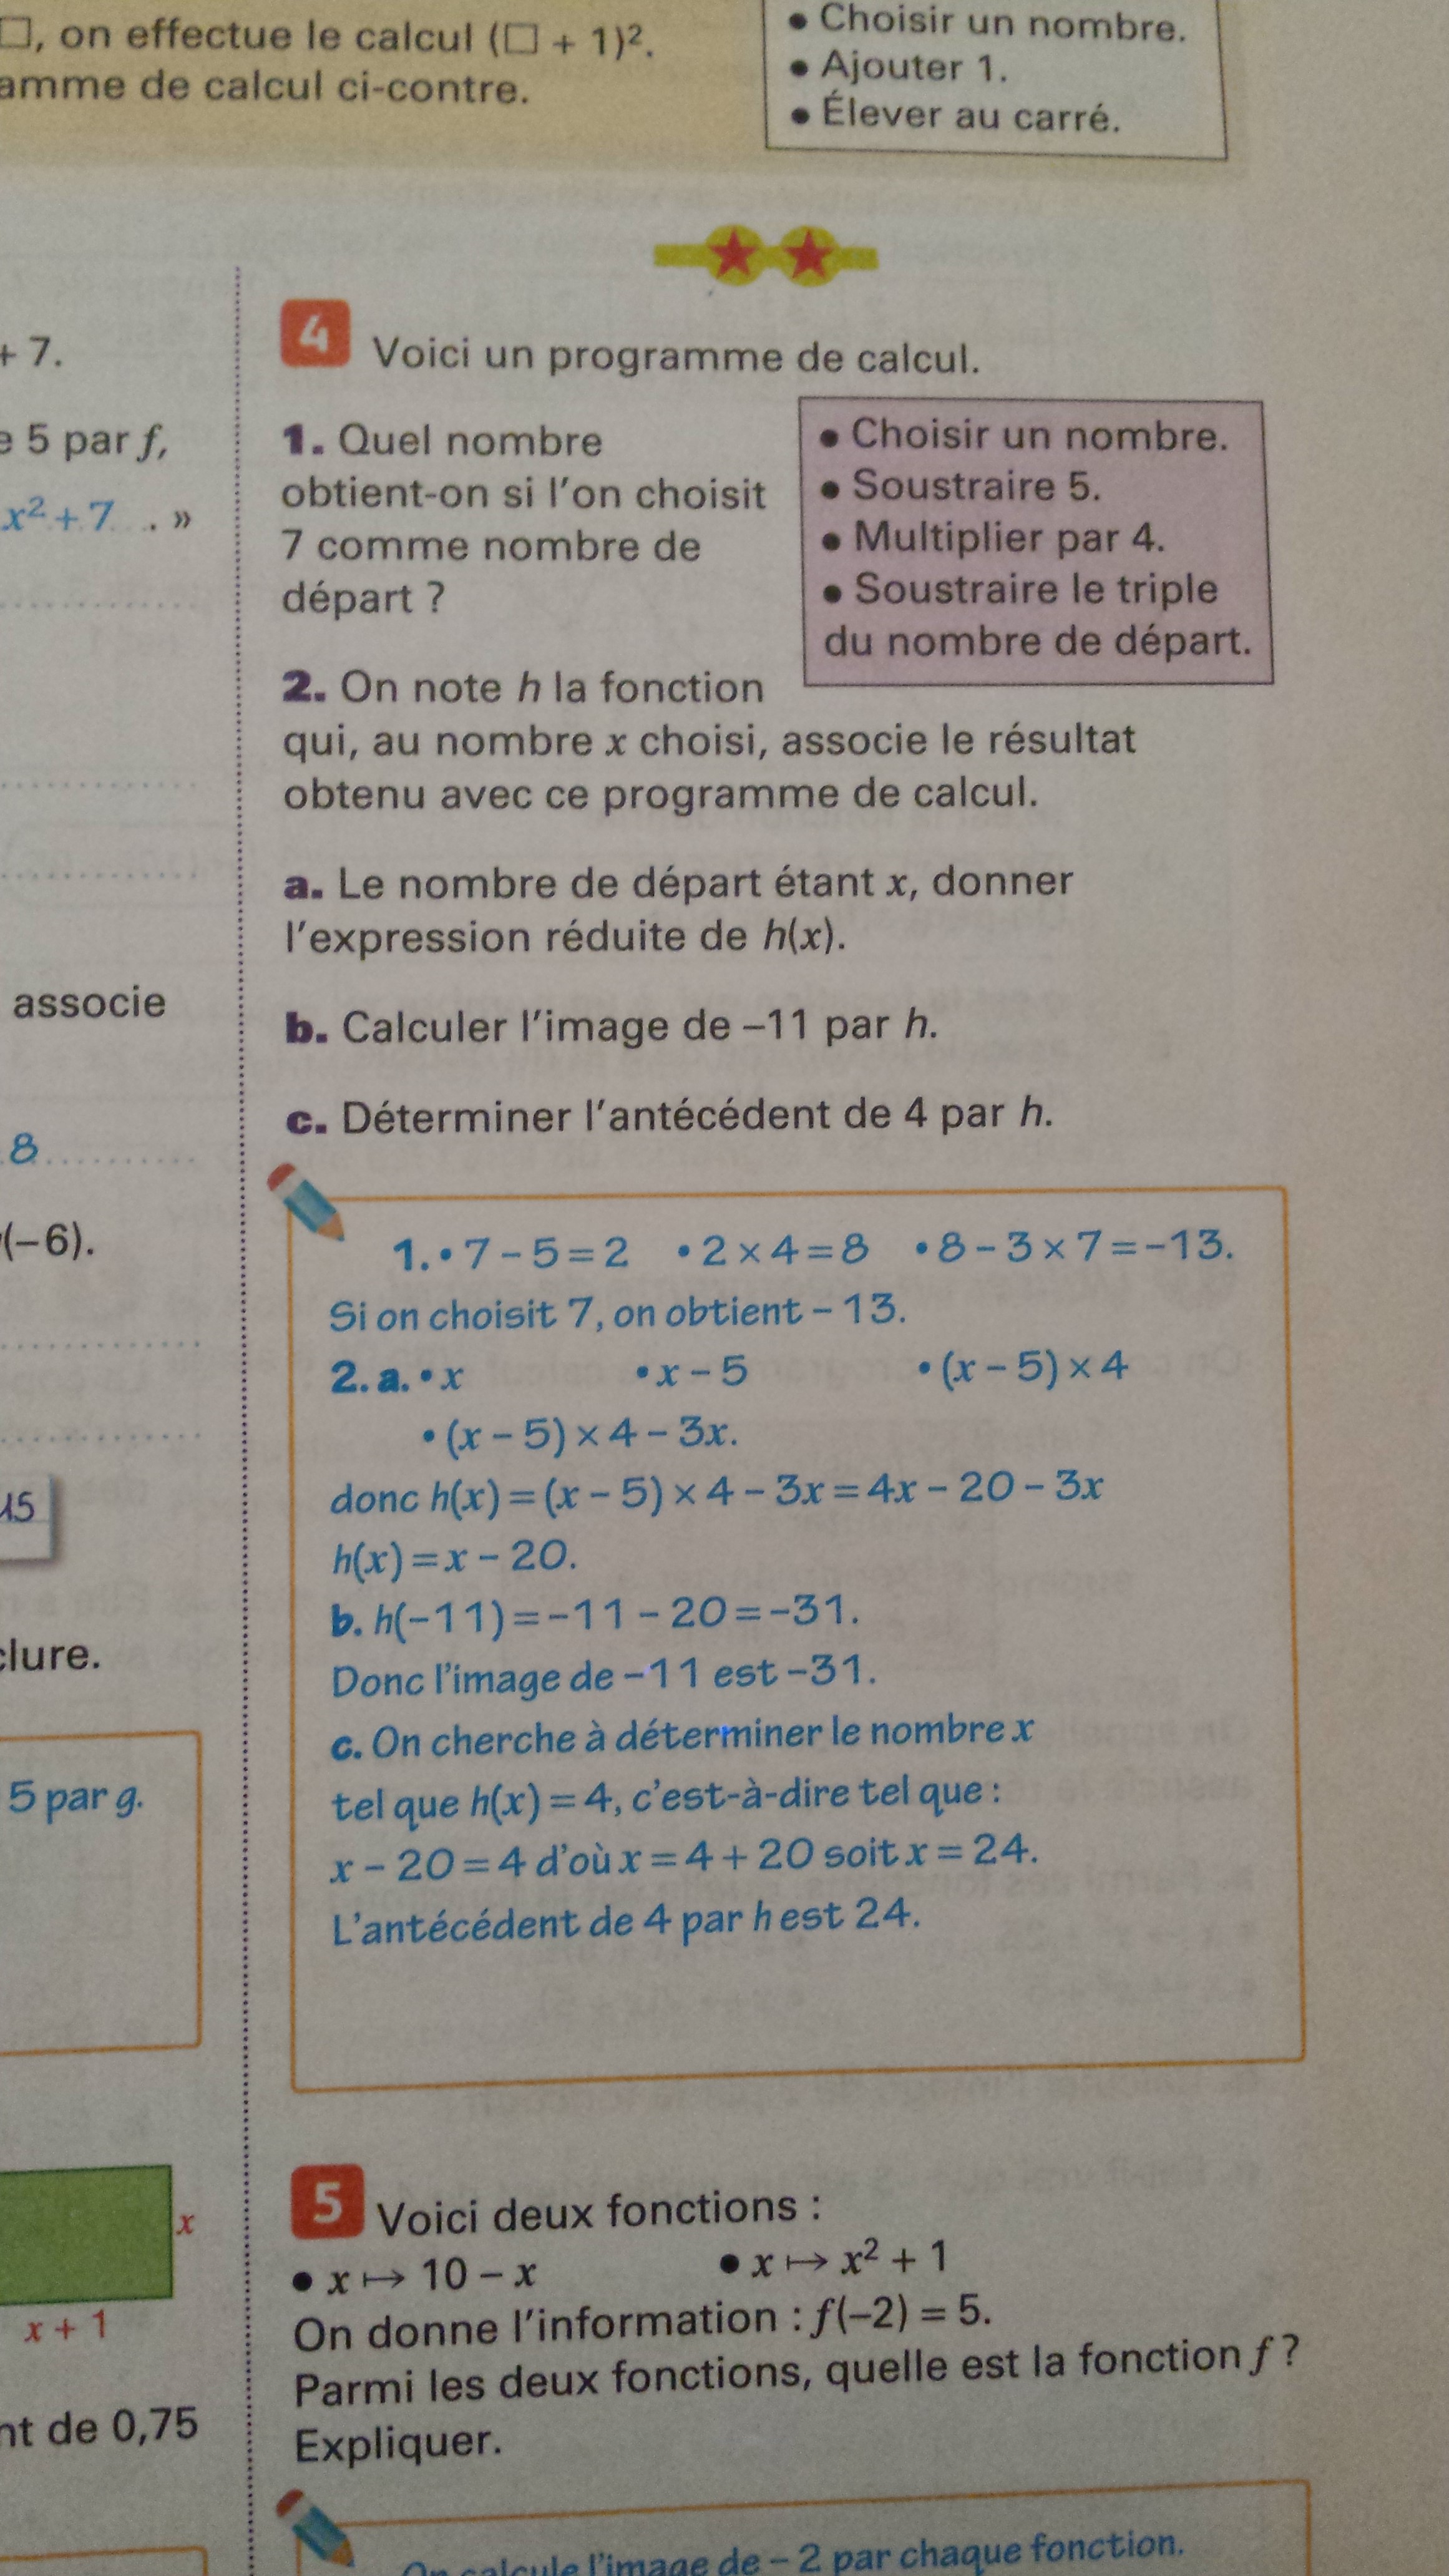 □, on effectue le calcul (□ + 1)².
amme de calcul ci-contre.
• Choisir un nombre.
• Ajouter 1.
• Élever au carré.
+ 7.
e 5 par f,
x² + 7 . »
associie
8
(–6).
15
clure.
5 par g.
x
x + 1
nt de 0,75
4 Voici un programme de calcul.
1. Quel nombre
obtient-on si l'on choisit
7 comme nombre de
départ ?
• Choisir un nombre.
• Soustraire 5.
• Multiplier par 4.
• Soustraire le triple
du nombre de départ.
2. On note h la fonction
qui, au nombre x choisi, associe le résultat
obtenu avec ce programme de calcul.
a. Le nombre de départ étant x, donner
l'expression réduite de h(x).
b. Calculer l'image de –11 par h.
c. Déterminer l'antécédent de 4 par h.
1. • 7 – 5 = 2 • 2 × 4 = 8 • 8 – 3 × 7 = –13.
Si on choisit 7, on obtient – 13.
2. a. • x • x – 5 • (x – 5) × 4
• (x – 5) × 4 – 3x.
donc h(x) = (x – 5) × 4 – 3x = 4x – 20 – 3x
h(x) = x – 20.
b. h(–11) = –11 – 20 = –31.
Donc l'image de –11 est –31.
c. On cherche à déterminer le nombre x
tel que h(x) = 4, c'est-à-dire tel que :
x – 20 = 4 d'où x = 4 + 20 soit x = 24.
L'antécédent de 4 par h est 24.
5 Voici deux fonctions :
• x ↦ 10 – x • x ↦ x² + 1
On donne l'information : f(–2) = 5.
Parmi les deux fonctions, quelle est la fonction f ?
Expliquer.
On calcule l'image de – 2 par chaque fonction.